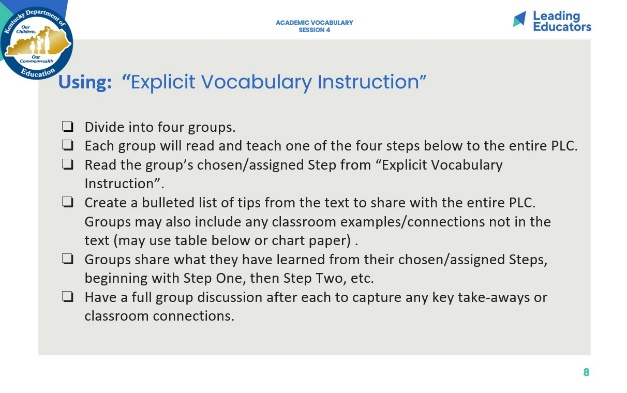 Kentucky Department of
Our Children,
Our Commonwealth
Education
ACADEMIC VOCABULARY
SESSION 4
Leading
Educators
Using: “Explicit Vocabulary Instruction”
❑ Divide into four groups.
❑ Each group will read and teach one of the four steps below to the entire PLC.
❑ Read the group’s chosen/assigned Step from “Explicit Vocabulary
Instruction”.
❑ Create a bulleted list of tips from the text to share with the entire PLC.
Groups may also include any classroom examples/connections not in the
text (may use table below or chart paper) .
❑ Groups share what they have learned from their chosen/assigned Steps,
beginning with Step One, then Step Two, etc.
❑ Have a full group discussion after each to capture any key take-aways or
classroom connections.
8